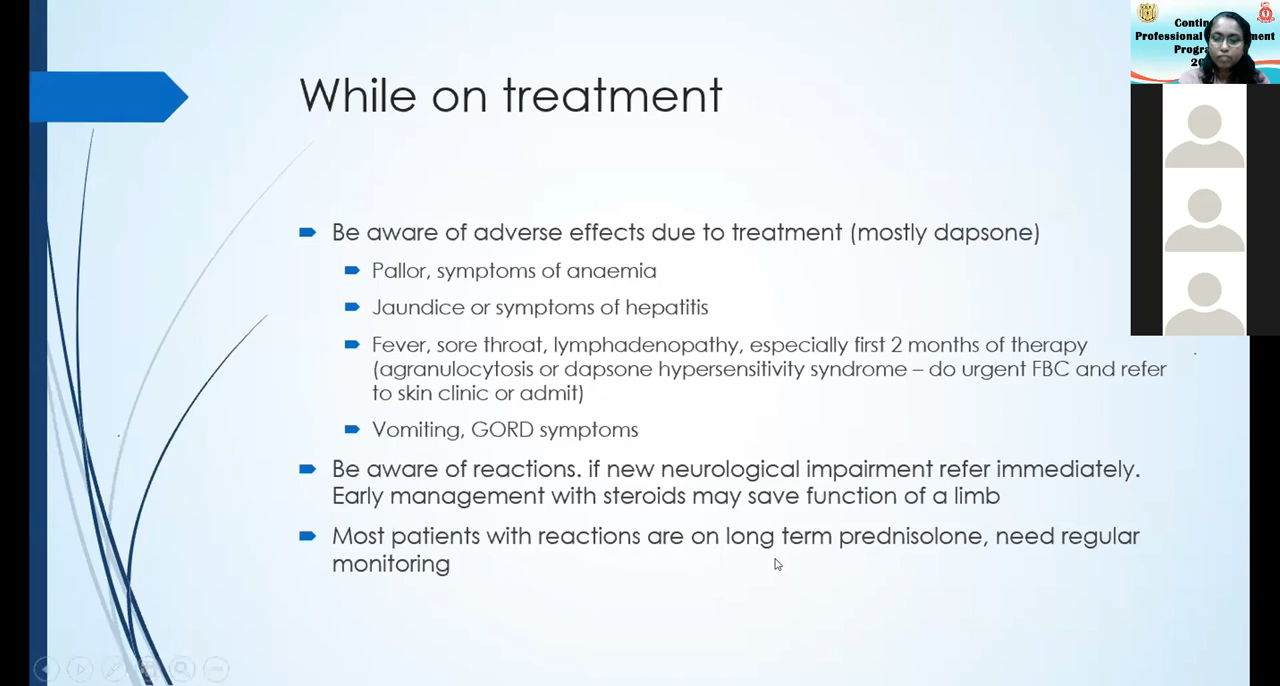 While on treatment
Be aware of adverse effects due to treatment (mostly dapsone)
Pallor, symptoms of anaemia
Jaundice or symptoms of hepatitis
Fever, sore throat, lymphadenopathy, especially first 2 months of therapy
(agranulocytosis or dapsone hypersensitivity syndrome – do urgent FBC and refer
to skin clinic or admit)
Vomiting, GORD symptoms
Be aware of reactions. if new neurological impairment refer immediately.
Early management with steroids may save function of a limb
Most patients with reactions are on long term prednisolone, need regular
monitoring
Professional